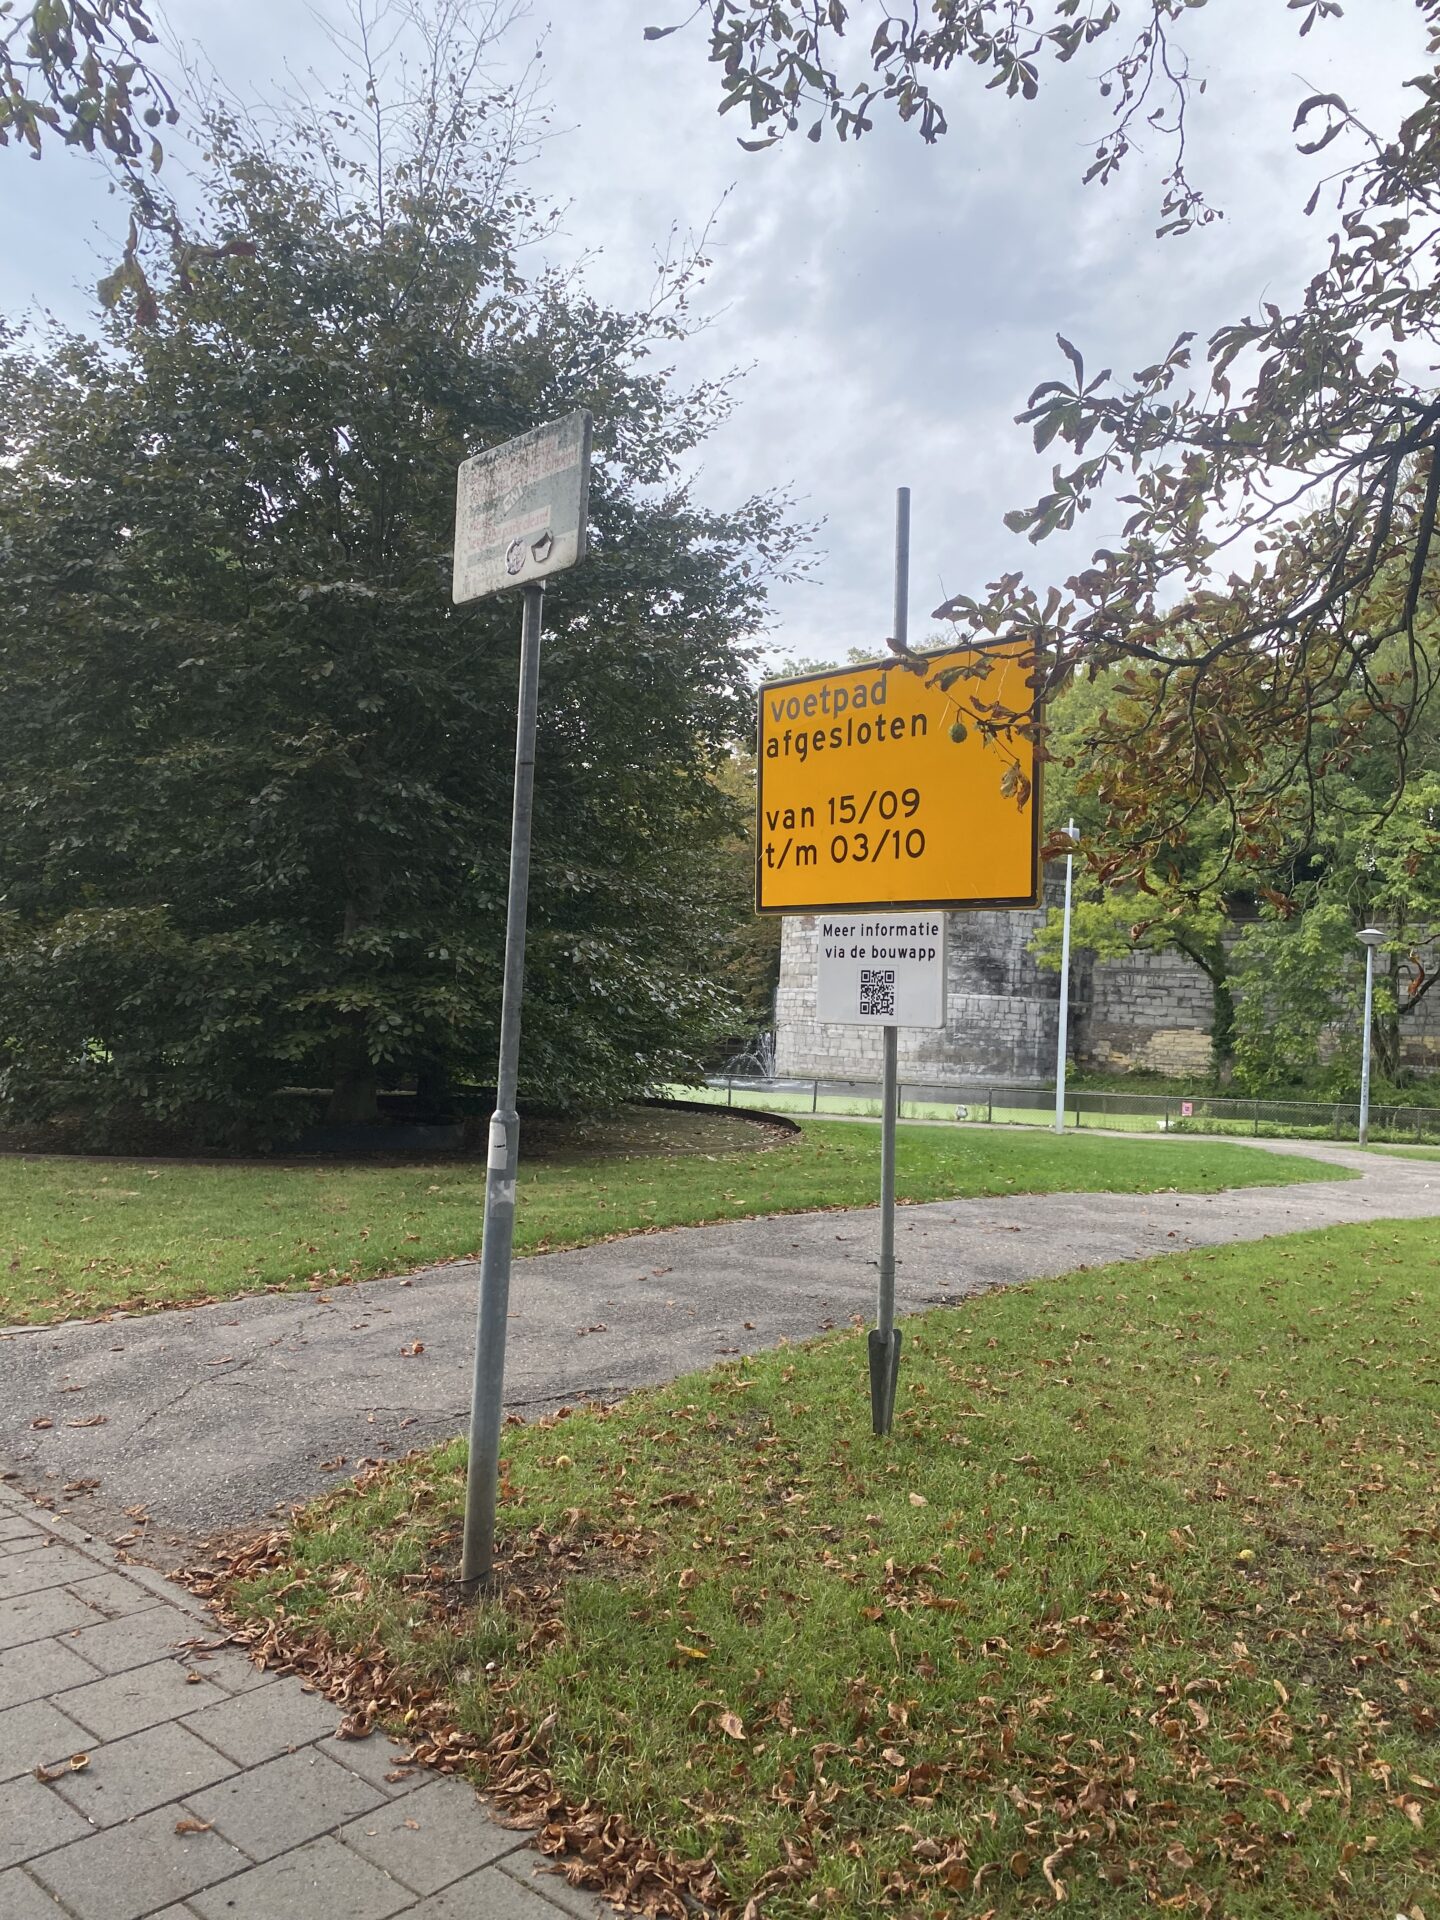 voetpad
afgesloten
van 15/09
t/m 03/10
Meer informatie
via de bouwapp